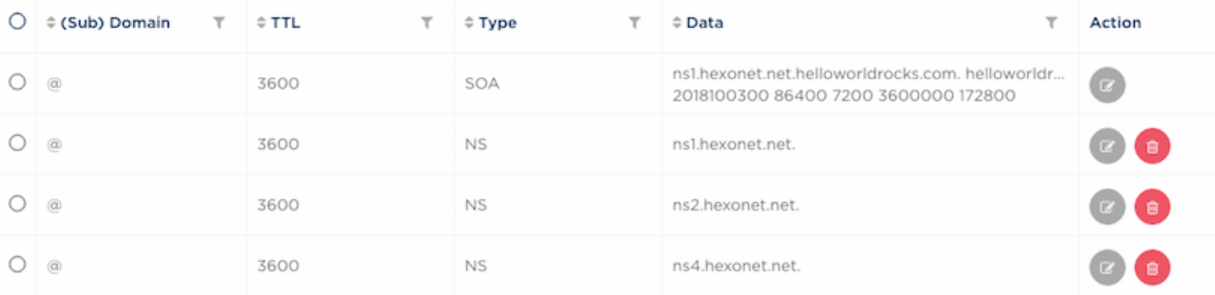 (Sub) Domain TTL Type Data Action
@ 3600 SOA ns1.hexonet.net.helloworldrocks.com. helloworldr...
2018100300 86400 7200 3600000 172800
@ 3600 NS ns1.hexonet.net.
@ 3600 NS ns2.hexonet.net.
@ 3600 NS ns4.hexonet.net.